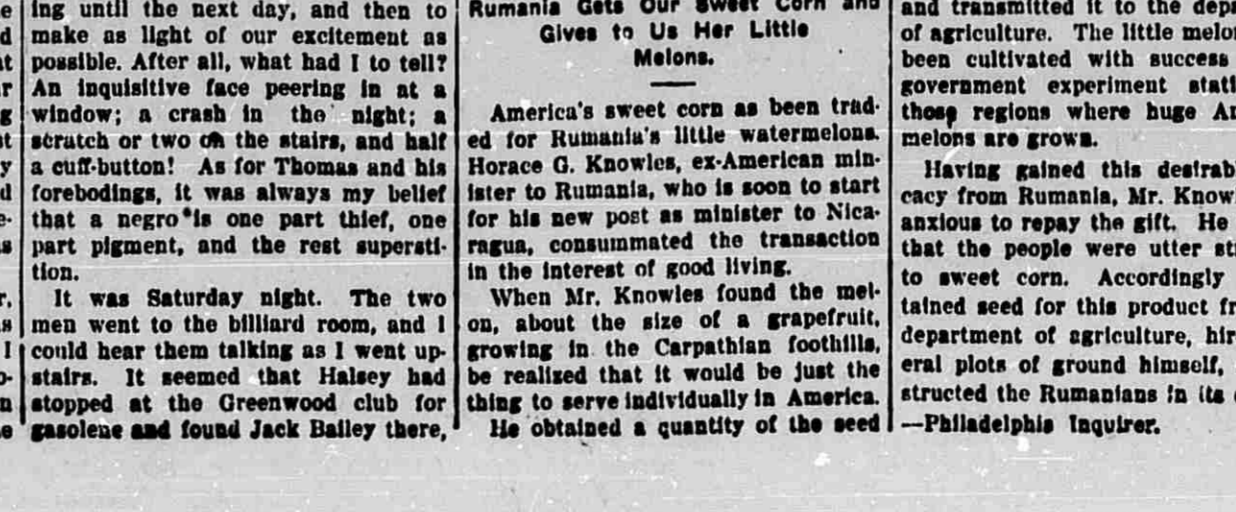 ing until the next day, and then to
make as light of our excitement as
possible. After all, what had I to tell?
An inquisitive face peering in at a
window; a crash in the night; a
scratch or two on the stairs, and half
a cuff-button! As for Thomas and his
forebodings, it was always my belief
that a negro is one part thief, one
part pigment, and the rest supersti-
tion.
It was Saturday night. The two
men went to the billiard room, and I
could hear them talking as I went up-
stairs. It seemed that Halsey had
stopped at the Greenwood club for
gasolene and found Jack Bailey there,
Rumania Gets Our Sweet Corn and
Gives to Us Her Little
Melons.
America's sweet corn as been trad-
ed for Rumania's little watermelons.
Horace G. Knowles, ex-American min-
ister to Rumania, who is soon to start
for his new post as minister to Nica-
ragua, consummated the transaction
in the interest of good living.
When Mr. Knowles found the mel-
on, about the size of a grapefruit,
growing in the Carpathian foothills,
be realized that it would be just the
thing to serve individually in America.
He obtained a quantity of the seed
and transmitted it to the dep
of agriculture. The little melo
been cultivated with success
government experiment stati
those regions where huge A
melons are grown.
Having gained this desirab
cacy from Rumania, Mr. Know
anxious to repay the gift. He
that the people were utter st
to sweet corn. Accordingly
tained seed for this product f
department of agriculture, hir
eral plots of ground himself,
structed the Rumanians in its
—Philadelphia Inquirer.